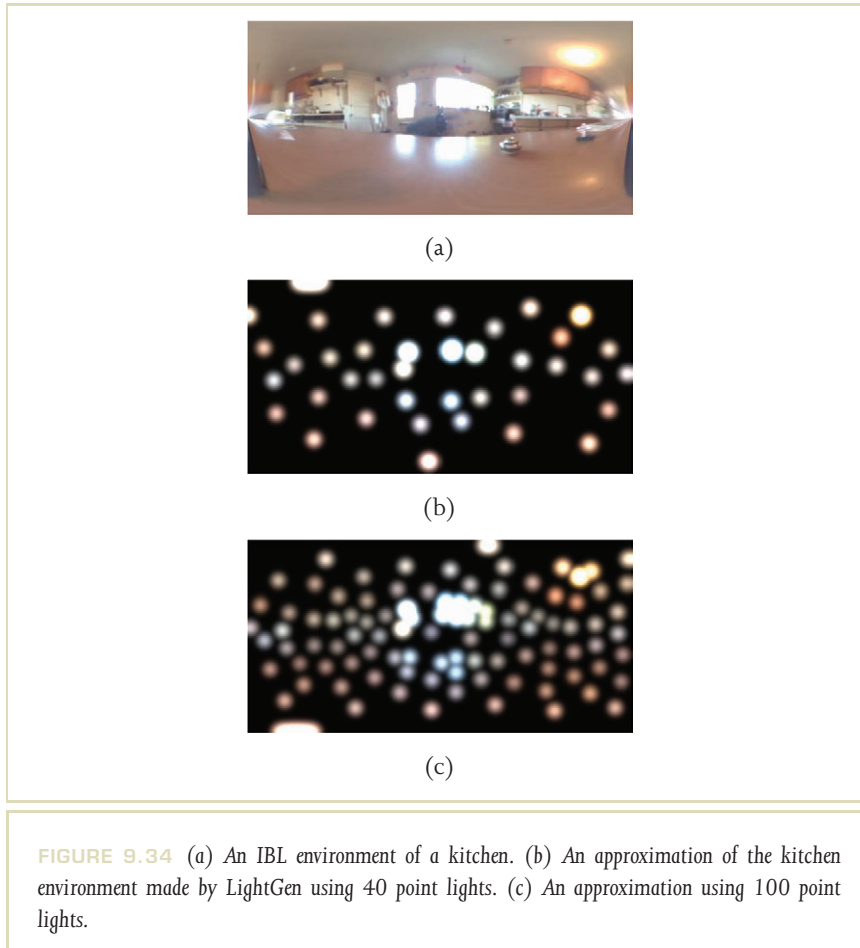 (a)
(b)
(c)
FIGURE 9.34 (a) An IBL environment of a kitchen. (b) An approximation of the kitchen
environment made by LightGen using 40 point lights. (c) An approximation using 100 point
lights.